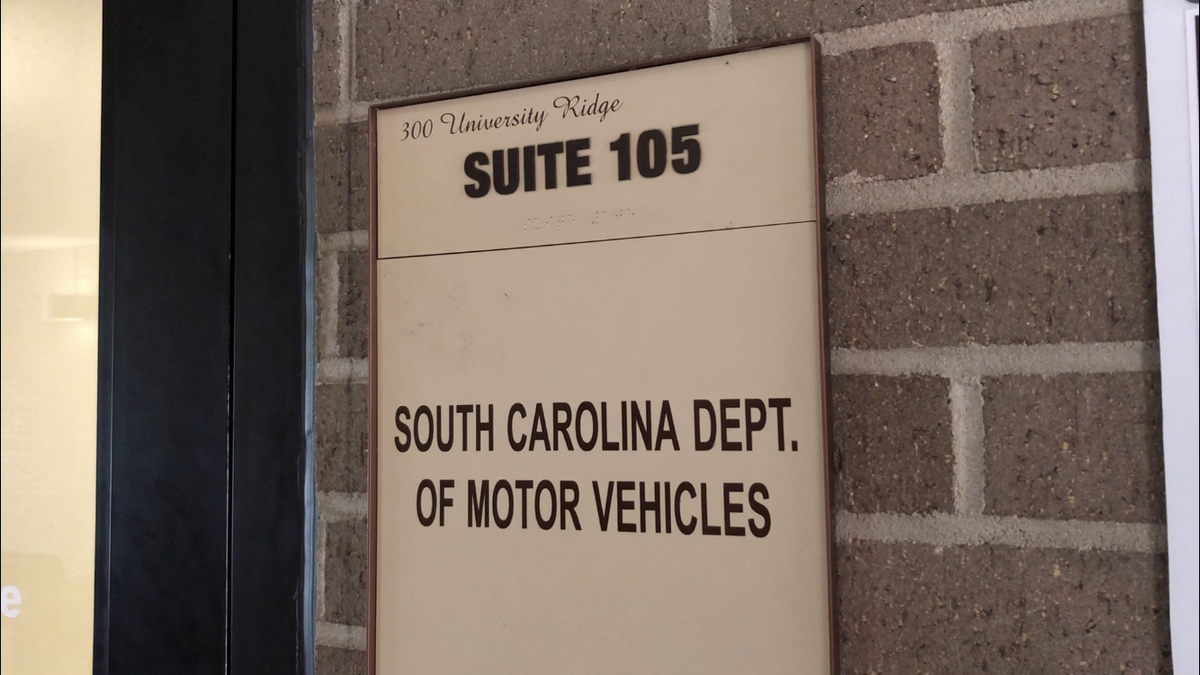 300 University Ridge
SUITE 105
SOUTH CAROLINA DEPT.
OF MOTOR VEHICLES
e